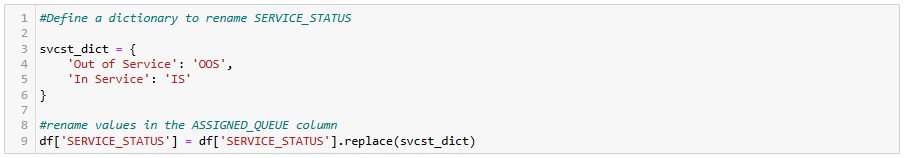 1 #Define a dictionary to rename SERVICE_STATUS
2
3 svcst_dict = {
4     'Out of Service': 'OOS',
5     'In Service': 'IS'
6 }
7
8 #rename values in the ASSIGNED_QUEUE column
9 df['SERVICE_STATUS'] = df['SERVICE_STATUS'].replace(svcst_dict)